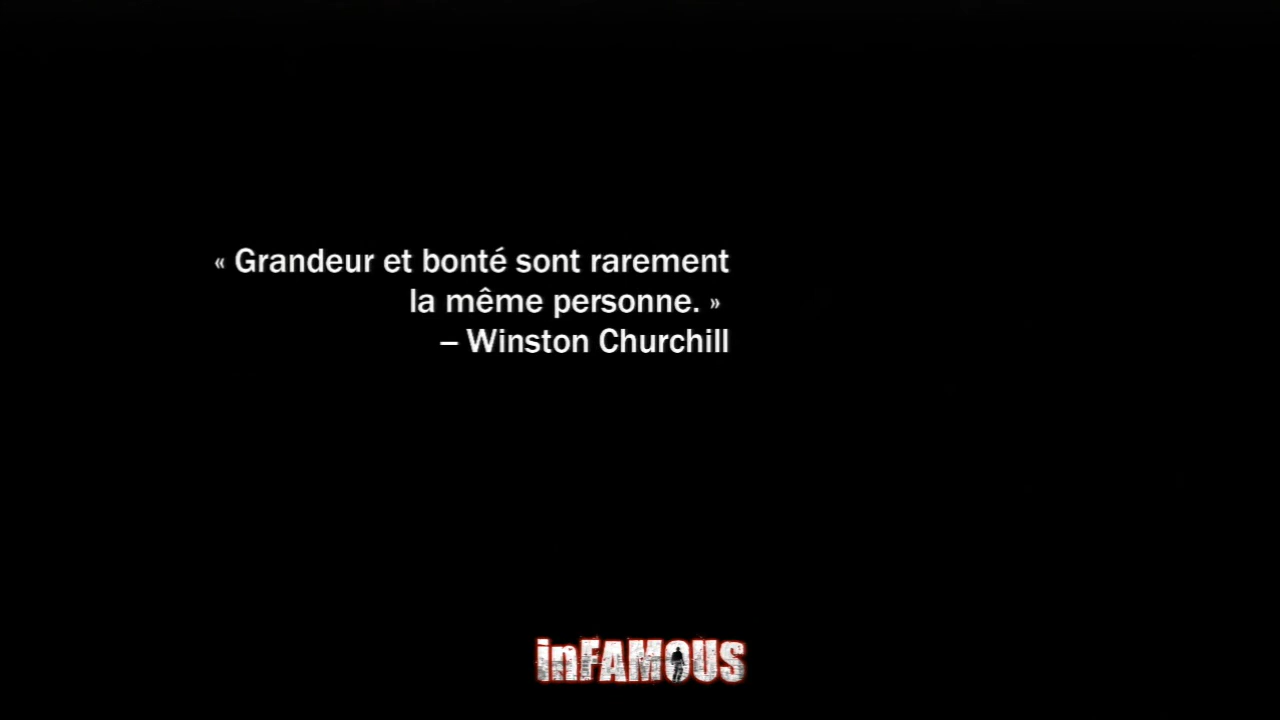 « Grandeur et bonté sont rarement
la même personne. »
– Winston Churchill
inFAMOUS